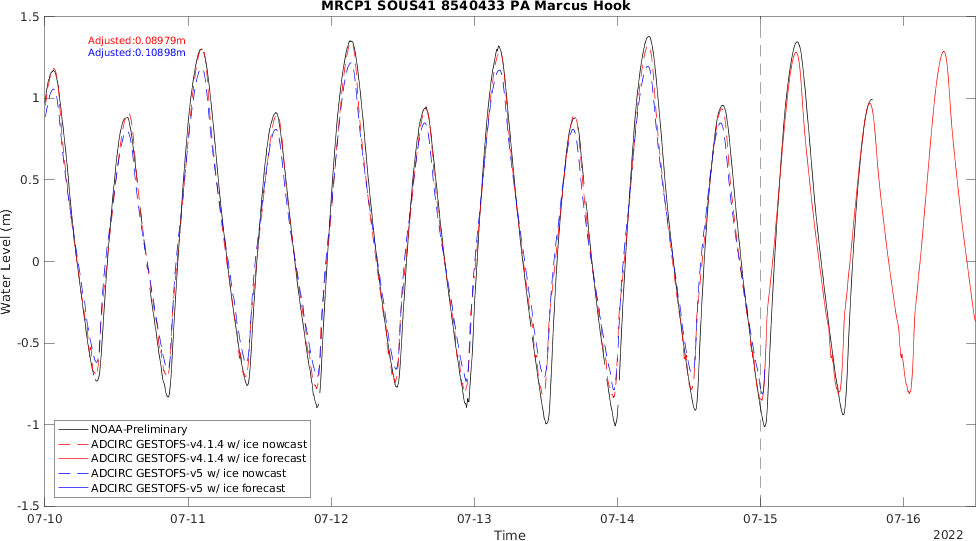 MRCP1 SOUS41 8540433 PA Marcus Hook
Adjusted:0.08979m
Adjusted:0.10898m
1.5
1
0.5
0
-0.5
-1
-1.5
Water Level (m)
NOAA-Preliminary
ADCIRC GESTOFS-v4.1.4 w/ ice nowcast
ADCIRC GESTOFS-v4.1.4 w/ ice forecast
ADCIRC GESTOFS-v5 w/ ice nowcast
ADCIRC GESTOFS-v5 w/ ice forecast
07-10 07-11 07-12 07-13 07-14 07-15 07-16
Time
2022